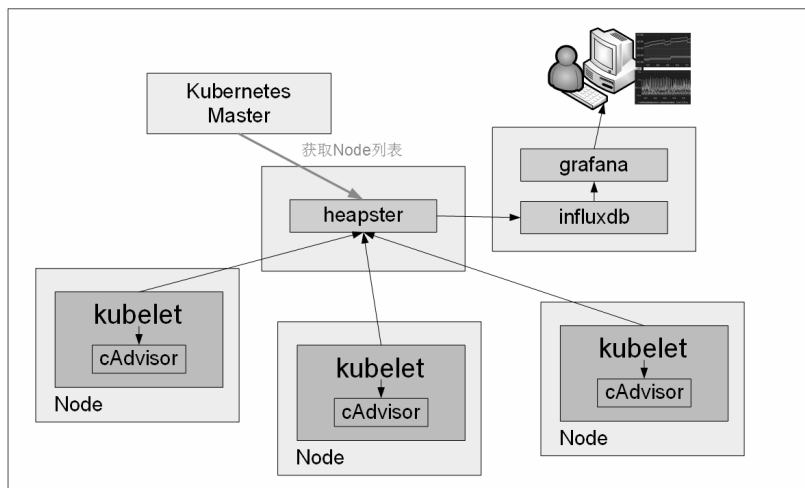 Kubernetes
Master
获取Node列表
grafana
heapster
influxdb
kubelet
cAdvisor
Node
kubelet
cAdvisor
Node
kubelet
cAdvisor
Node